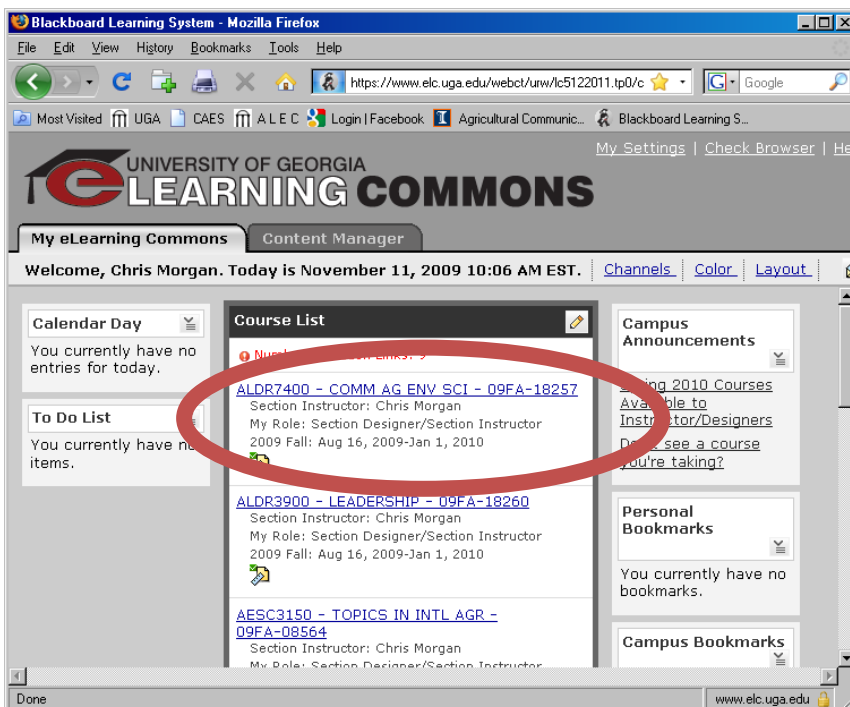 Blackboard Learning System - Mozilla Firefox
File Edit View History Bookmarks Tools Help
https://www.elc.uga.edu/webct/urw/lc5122011.tp0/c
Google
Most Visited UGA CAES A L E C Login | Facebook Agricultural Communic... Blackboard Learning S...
My Settings | Check Browser | He
UNIVERSITY OF GEORGIA
eLEARNING COMMONS
My eLearning Commons Content Manager
Welcome, Chris Morgan. Today is November 11, 2009 10:06 AM EST. Channels Color Layout
Calendar Day
You currently have no
entries for today.
To Do List
You currently have no
items.
Course List
ALDR7400 - COMM AG ENV SCI - 09FA-18257
Section Instructor: Chris Morgan
My Role: Section Designer/Section Instructor
2009 Fall: Aug 16, 2009-Jan 1, 2010
ALDR3900 - LEADERSHIP - 09FA-18260
Section Instructor: Chris Morgan
My Role: Section Designer/Section Instructor
2009 Fall: Aug 16, 2009-Jan 1, 2010
AESC3150 - TOPICS IN INTL AGR -
09FA-08564
Section Instructor: Chris Morgan
My Role: Section Designer/Section Instructor
Campus
Announcements
2010 Courses
Available to
Instructor/Designers
see a course
you're taking?
Personal
Bookmarks
You currently have no
bookmarks.
Campus Bookmarks
Done
www.elc.uga.edu